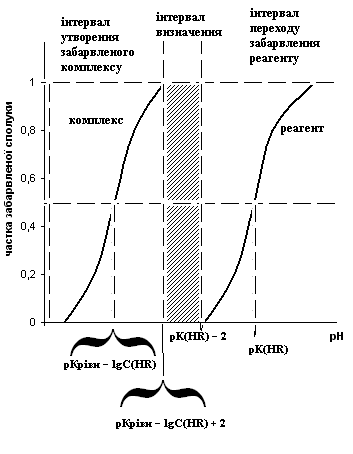 інтервал
утворення
забарвленого
комплексу
інтервал
визначення
інтервал
переходу
забарвлення
реагенту
частка забарвленої сполуки
1
0,8
0,6
0,4
0,2
0
комплекс
реагент
pK(HR) – 2
pH
pK(HR)
pKрівн – lgC(HR)
pKрівн – lgC(HR) + 2